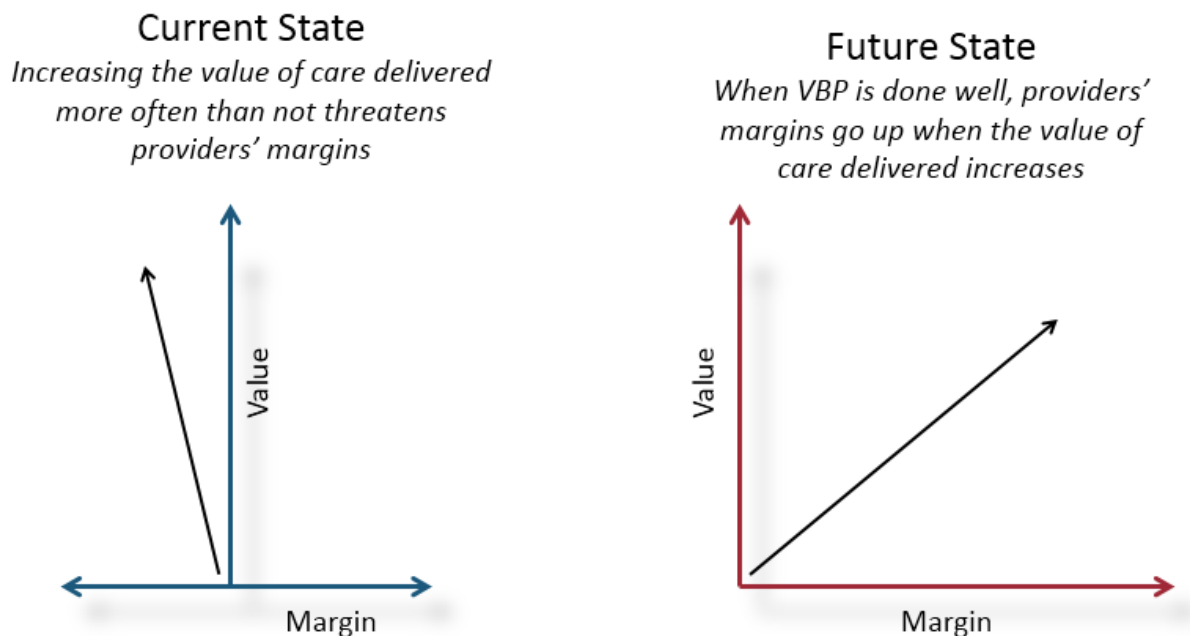 Current State
Increasing the value of care delivered
more often than not threatens
providers’ margins
Value
Margin
Future State
When VBP is done well, providers’
margins go up when the value of
care delivered increases
Value
Margin